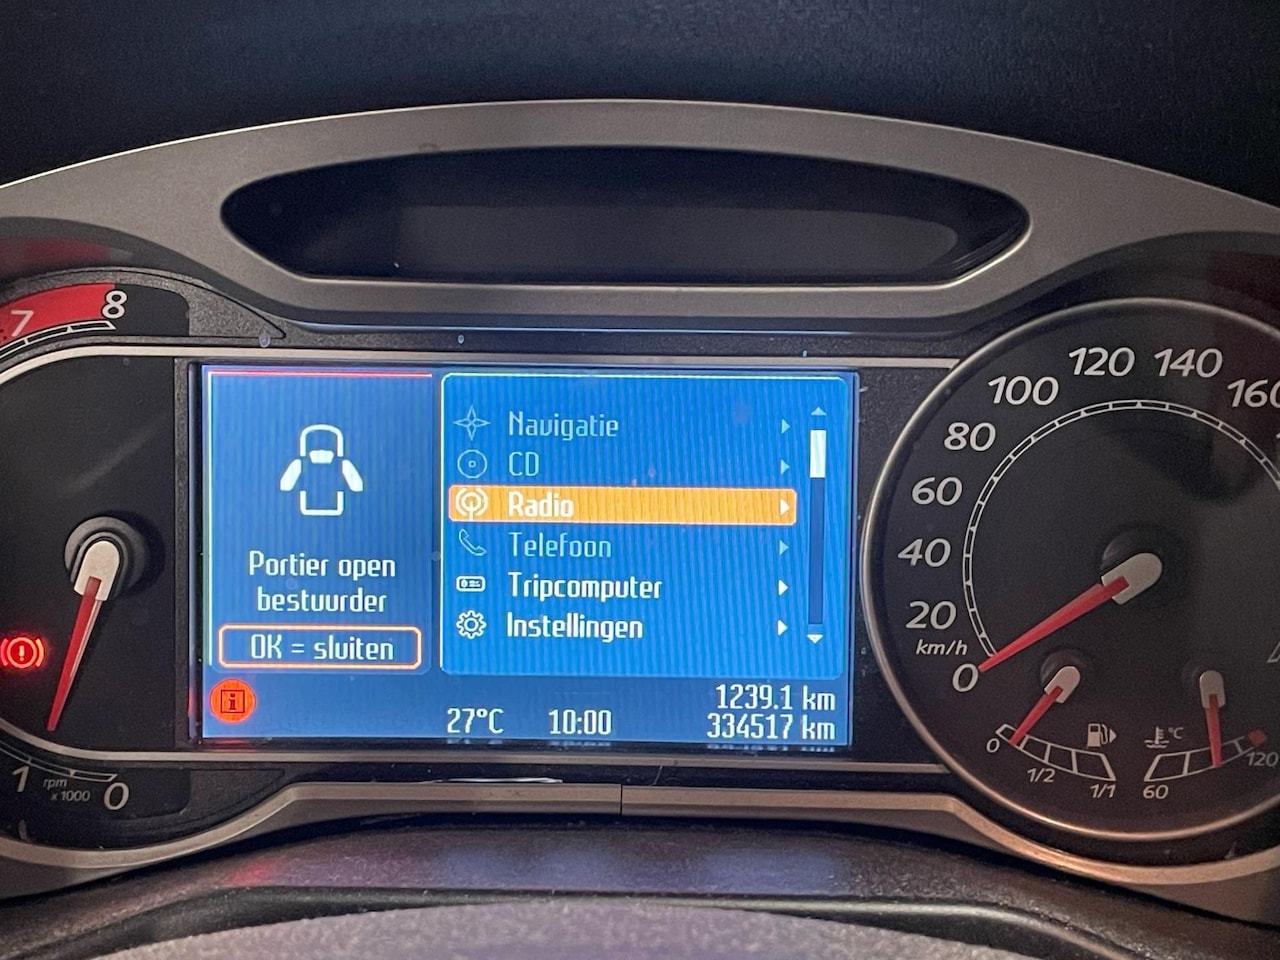 7
8
1
rpm
x 1000
0
Portier open
bestuurder
OK = sluiten
Navigatie
CD
Radio
Telefoon
Tripcomputer
Instellingen
1239.1 km
27°C 10:00 334517 km
0
20
40
60
80
100
120
140
160
km/h
0
1/2
1/1
°C
60
120